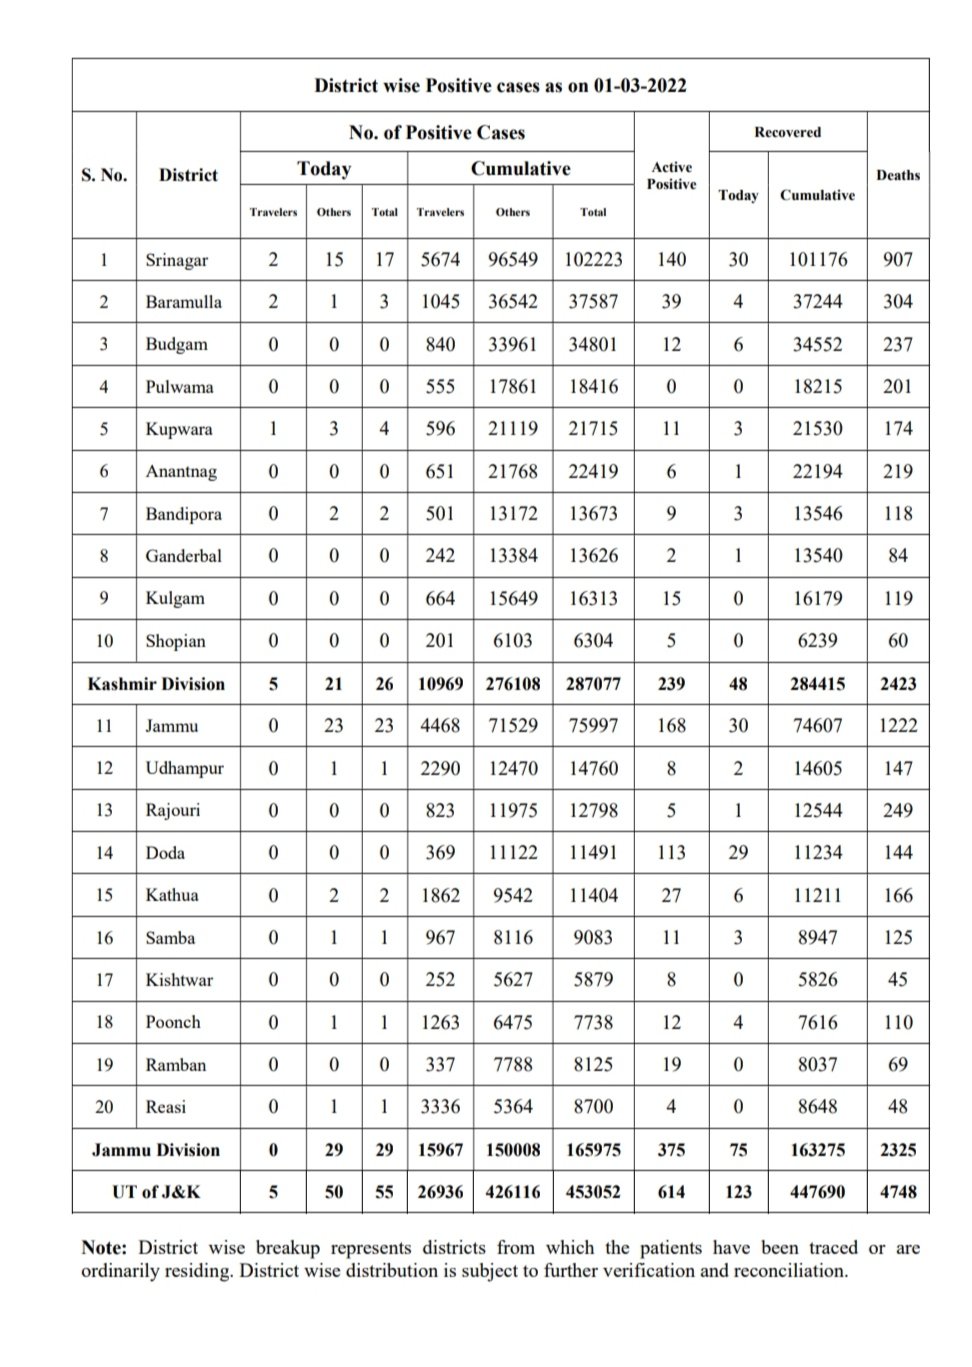 District wise Positive cases as on 01-03-2022
S. No. District No. of Positive Cases Active Positive Recovered Deaths
Today Cumulative Today Cumulative
Travelers Others Total Travelers Others Total
1 Srinagar 2 15 17 5674 96549 102223 140 30 101176 907
2 Baramulla 2 1 3 1045 36542 37587 39 4 37244 304
3 Budgam 0 0 0 840 33961 34801 12 6 34552 237
4 Pulwama 0 0 0 555 17861 18416 0 0 18215 201
5 Kupwara 1 3 4 596 21119 21715 11 3 21530 174
6 Anantnag 0 0 0 651 21768 22419 6 1 22194 219
7 Bandipora 0 2 2 501 13172 13673 9 3 13546 118
8 Ganderbal 0 0 0 242 13384 13626 2 1 13540 84
9 Kulgam 0 0 0 664 15649 16313 15 0 16179 119
10 Shopian 0 0 0 201 6103 6304 5 0 6239 60
Kashmir Division 5 21 26 10969 276108 287077 239 48 284415 2423
11 Jammu 0 23 23 4468 71529 75997 168 30 74607 1222
12 Udhampur 0 1 1 2290 12470 14760 8 2 14605 147
13 Rajouri 0 0 0 823 11975 12798 5 1 12544 249
14 Doda 0 0 0 369 11122 11491 113 29 11234 144
15 Kathua 0 2 2 1862 9542 11404 27 6 11211 166
16 Samba 0 1 1 967 8116 9083 11 3 8947 125
17 Kishtwar 0 0 0 252 5627 5879 8 0 5826 45
18 Poonch 0 1 1 1263 6475 7738 12 4 7616 110
19 Ramban 0 0 0 337 7788 8125 19 0 8037 69
20 Reasi 0 1 1 3336 5364 8700 4 0 8648 48
Jammu Division 0 29 29 15967 150008 165975 375 75 163275 2325
UT of J&K 5 50 55 26936 426116 453052 614 123 447690 4748
Note: District wise breakup represents districts from which the patients have been traced or are
ordinarily residing. District wise distribution is subject to further verification and reconciliation.